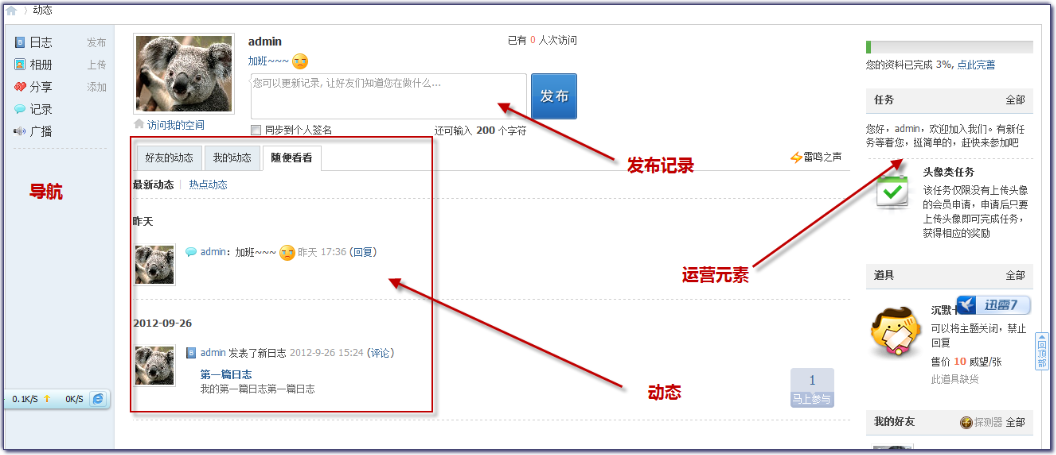 动态
日志 发布
相册 上传
分享 添加
记录
广播
导航
0.1K/S 0K/S
admin
已有 0 人次访问
加班~~~
您可以更新记录, 让好友们知道您在做什么...
发布
访问我的空间
同步到个人签名
还可输入 200 个字符
发布记录
好友的动态 我的动态 随便看看
雷鸣之声
最新动态 热点动态
昨天
admin: 加班~~~ 昨天 17:36 (回复)
2012-09-26
admin 发表了新日志 2012-9-26 15:24 (评论)
第一篇日志
我的第一篇日志第一篇日志
动态
1
马上参与
您的资料已完成 3%, 点此完善
任务 全部
您好，admin，欢迎加入我们。有新任
务等着您，挺简单的，赶快来参加吧
头像类任务
该任务仅限没有上传头像
的会员申请，申请后只要
上传头像即可完成任务，
获得相应的奖励
运营元素
道具 全部
沉默
迅雷7
可以将主题关闭，禁止
回复
售价 10 威望/张
此道具缺货
回顶部
我的好友 探测器 全部